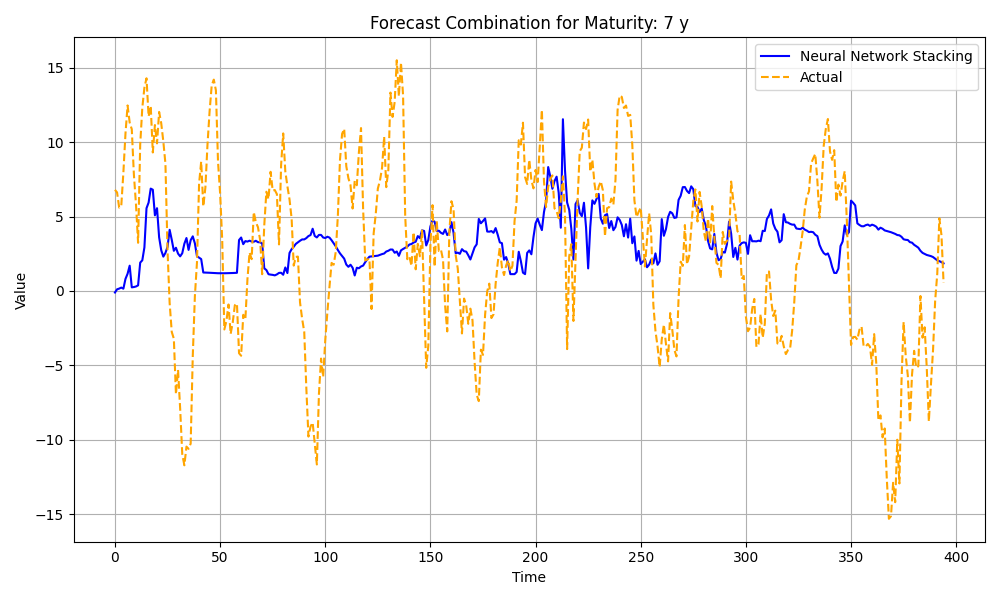 Forecast Combination for Maturity: 7 y
Neural Network Stacking
Actual
Value
15
10
5
0
−5
−10
−15
0 50 100 150 200 250 300 350 400
Time